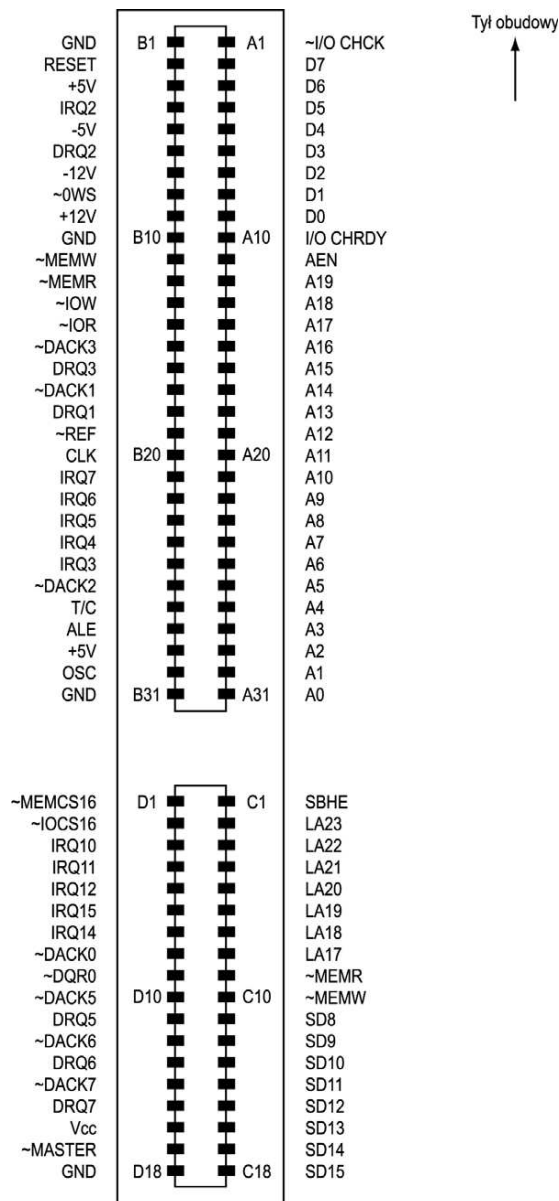 Tył obudowy
GND B1 A1 ~I/O CHCK
RESET D7
+5V D6
IRQ2 D5
-5V D4
DRQ2 D3
-12V D2
~0WS D1
+12V D0
GND B10 A10 I/O CHRDY
~MEMW AEN
~MEMR A19
~IOW A18
~IOR A17
~DACK3 A16
DRQ3 A15
~DACK1 A14
DRQ1 A13
~REF A12
CLK B20 A20 A11
IRQ7 A10
IRQ6 A9
IRQ5 A8
IRQ4 A7
IRQ3 A6
~DACK2 A5
T/C A4
ALE A3
+5V A2
OSC A1
GND B31 A31 A0
~MEMCS16 D1 C1 SBHE
~IOCS16 LA23
IRQ10 LA22
IRQ11 LA21
IRQ12 LA20
IRQ15 LA19
IRQ14 LA18
~DACK0 LA17
~DQR0 ~MEMR
~DACK5 D10 C10 ~MEMW
DRQ5 SD8
~DACK6 SD9
DRQ6 SD10
~DACK7 SD11
DRQ7 SD12
Vcc SD13
~MASTER SD14
GND D18 C18 SD15